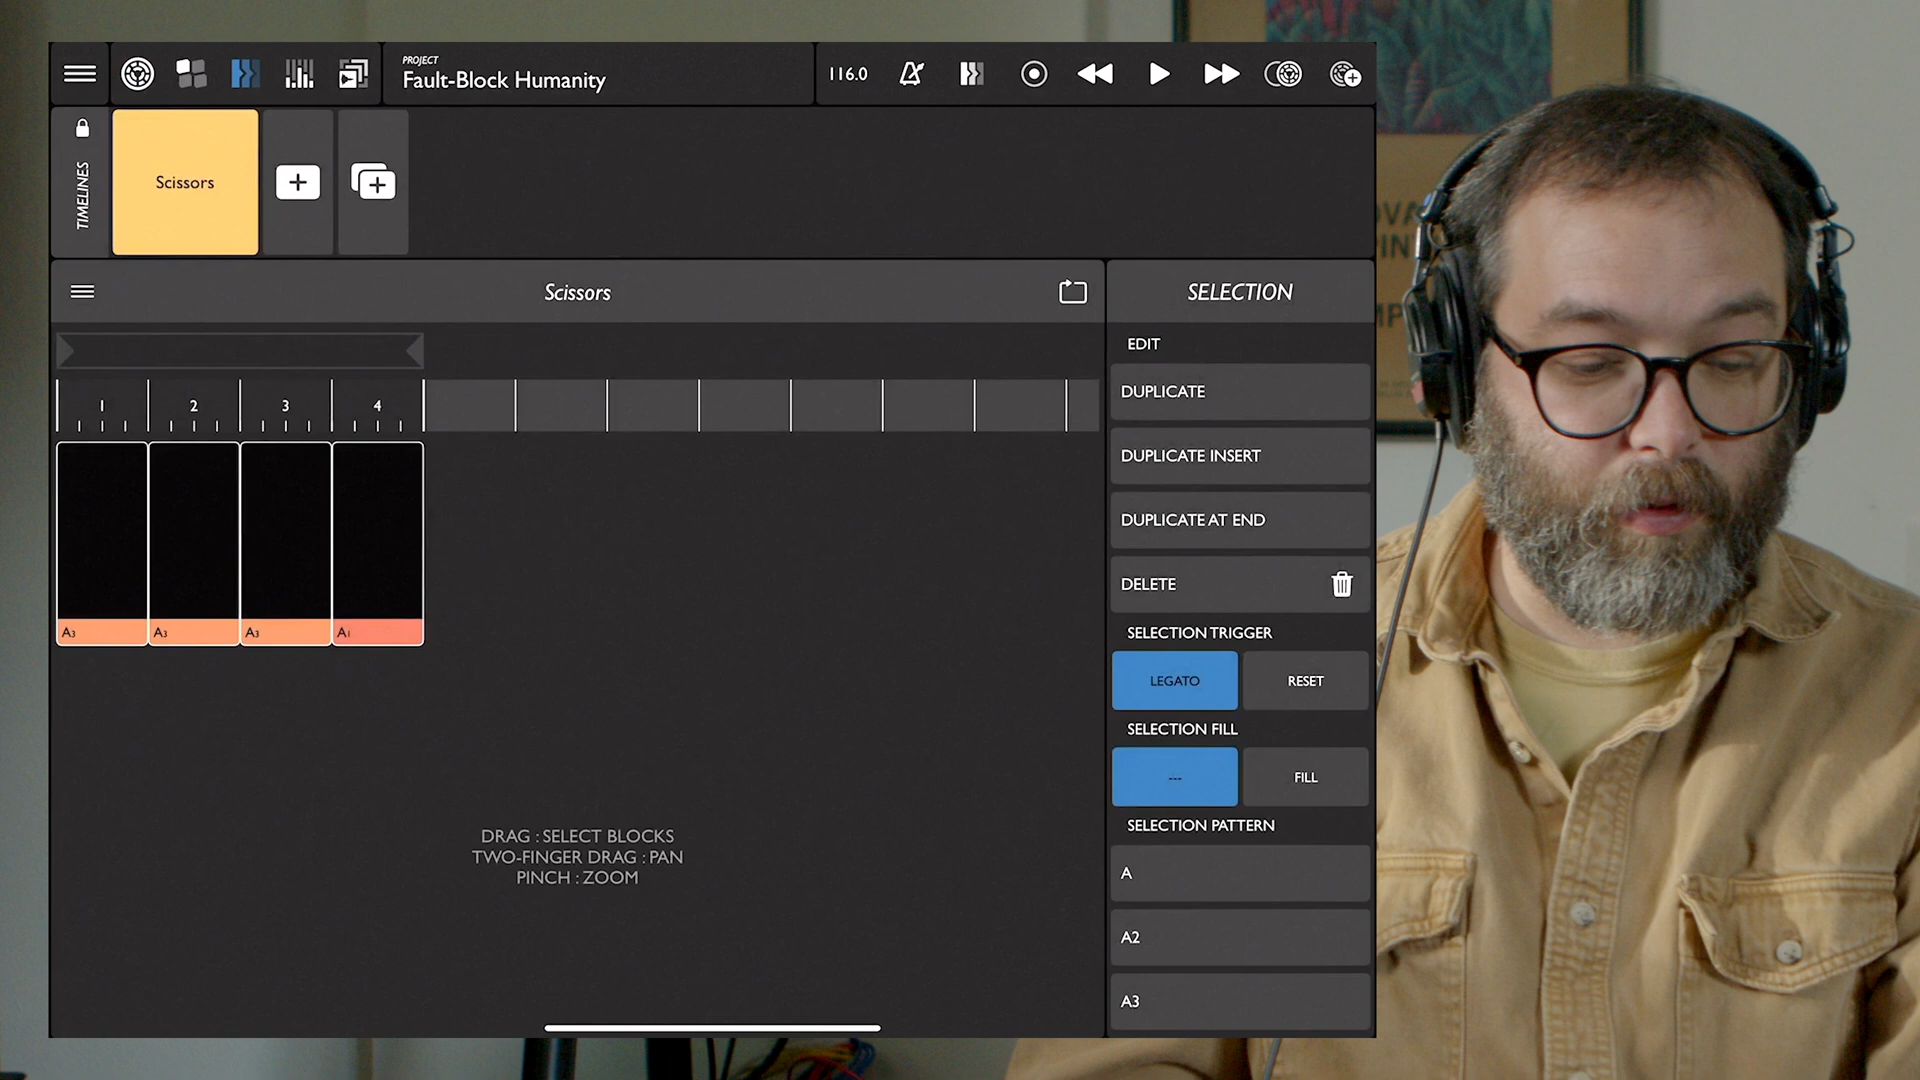 PROJECT
Fault-Block Humanity
116.0
TIMELINES
Scissors
Scissors
SELECTION
EDIT
DUPLICATE
DUPLICATE INSERT
DUPLICATE AT END
DELETE
1
2
3
4
A3
A3
A3
A1
SELECTION TRIGGER
LEGATO
RESET
SELECTION FILL
---
FILL
SELECTION PATTERN
A
A2
A3
DRAG : SELECT BLOCKS
TWO-FINGER DRAG : PAN
PINCH : ZOOM